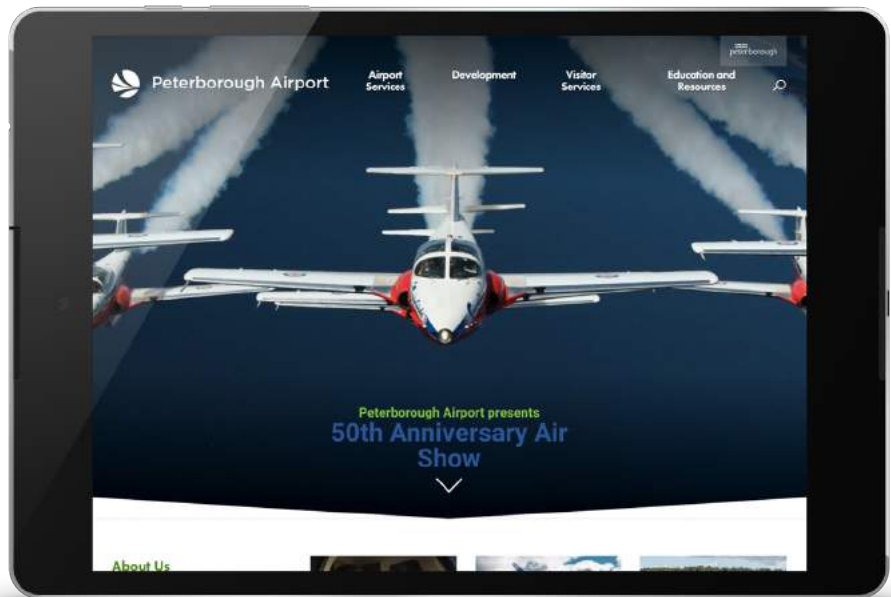 peterborough
Peterborough Airport
Airport
Services
Development
Visitor
Services
Education and
Resources
Peterborough Airport presents
50th Anniversary Air
Show
About Us